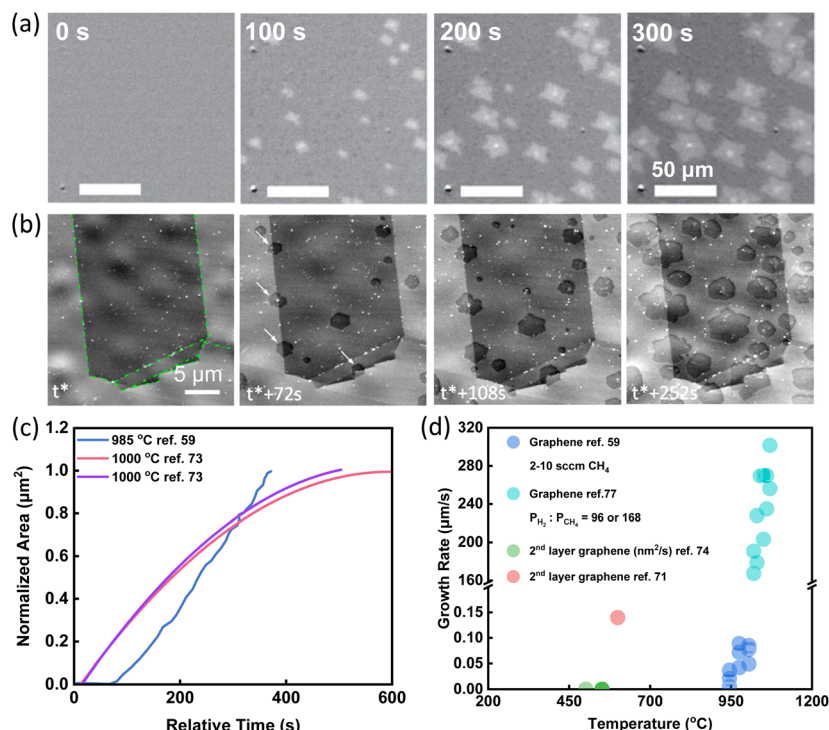 (a)
0 s
100 s
200 s
300 s
50 µm
(b)
t*
5 µm
t*+72s
t*+108s
t*+252s
(c)
985 °C ref. 59
1000 °C ref. 73
1000 °C ref. 73
Normalized Area (µm²)
1.2
1.0
0.8
0.6
0.4
0.2
0.0
0
200
400
600
Relative Time (s)
(d)
Graphene ref. 59
2-10 sccm CH₄
Graphene ref.77
P_H₂ : P_CH₄ = 96 or 168
2nd layer graphene (nm²/s) ref. 74
2nd layer graphene ref. 71
Growth Rate (µm/s)
320
280
240
200
160
0.15
0.10
0.05
0.00
200
450
700
950
1200
Temperature (°C)